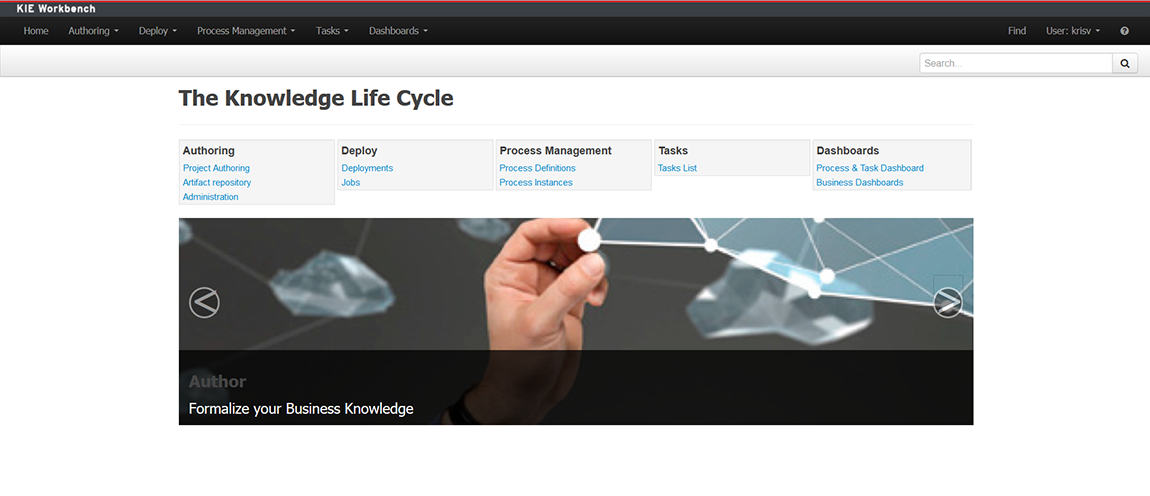 KIE Workbench
Home Authoring Deploy Process Management Tasks Dashboards Find User: krisv
Search...
The Knowledge Life Cycle
Authoring Deploy Process Management Tasks Dashboards
Project Authoring Deployments Process Definitions Tasks List Process & Task Dashboard
Artifact repository Jobs Process Instances Business Dashboards
Administration
Author
Formalize your Business Knowledge